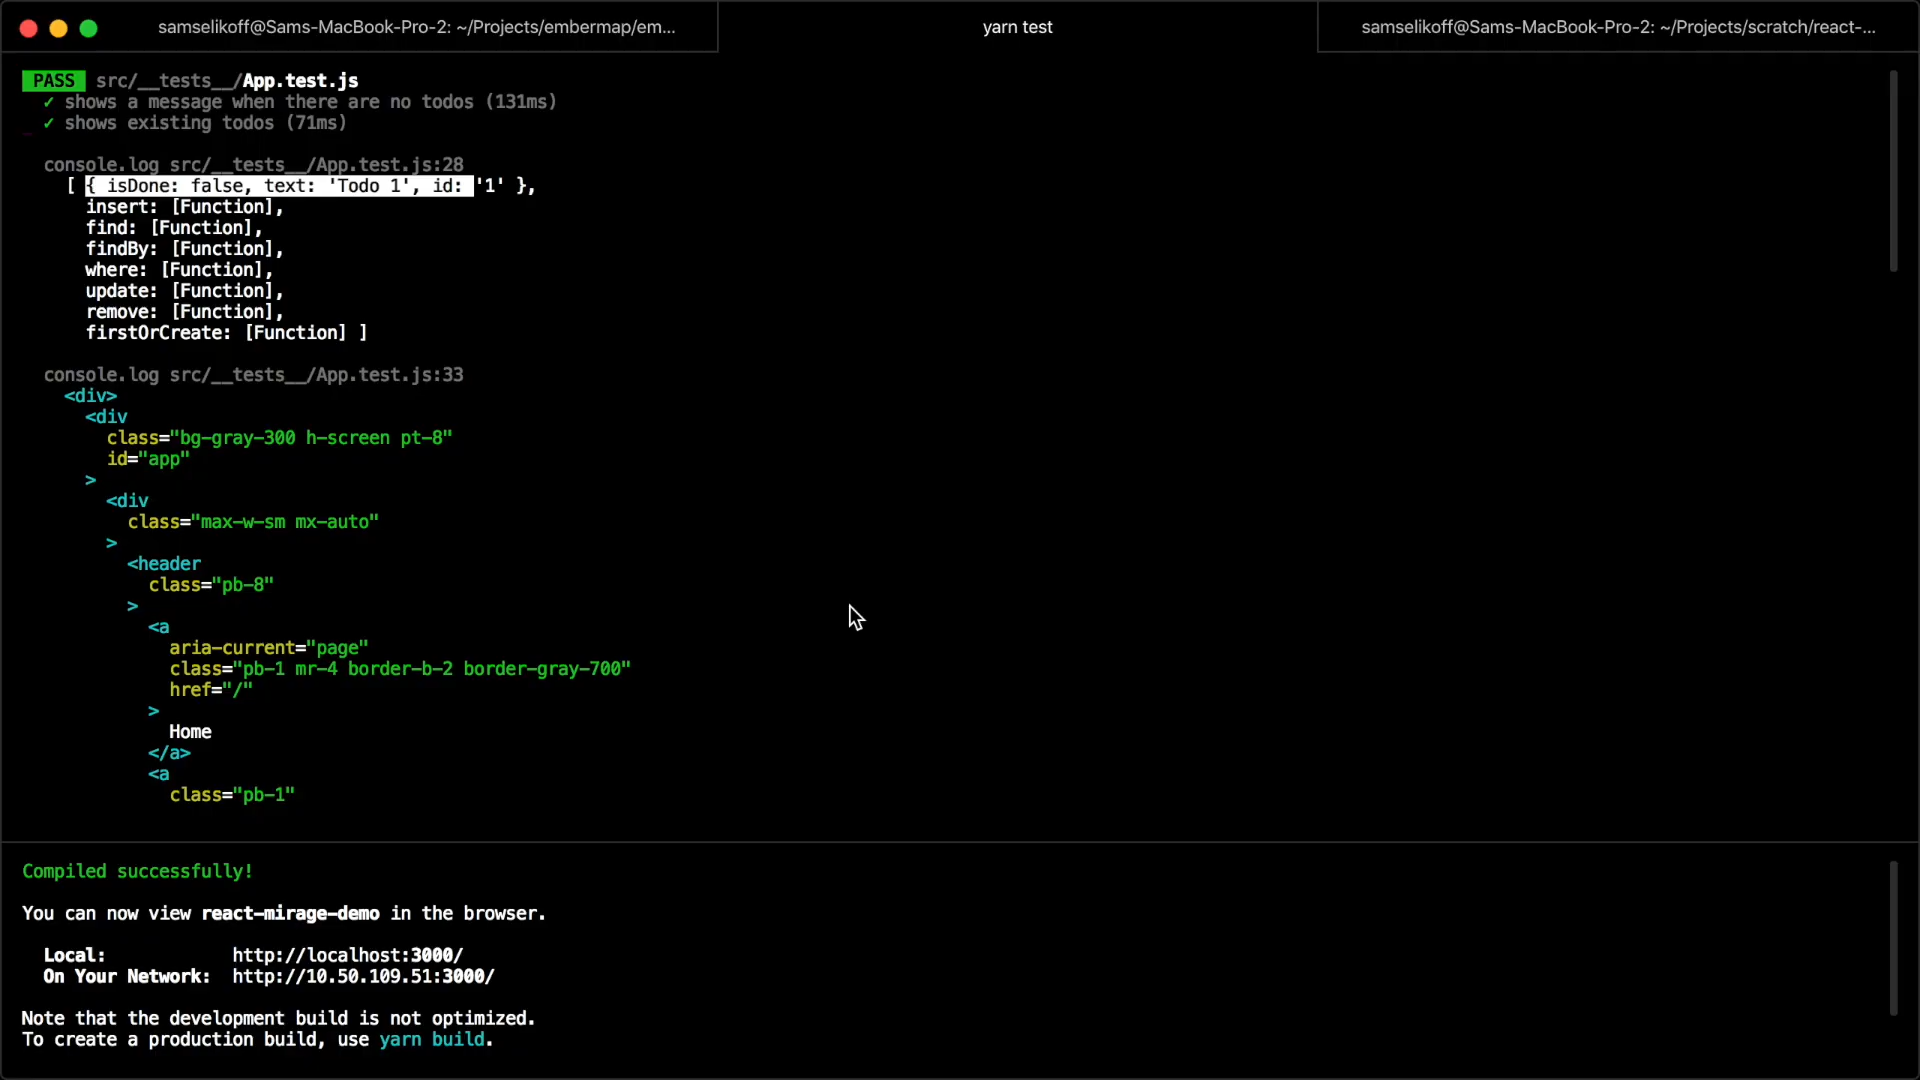 samselikoff@Sams-MacBook-Pro-2: ~/Projects/embermap/em...
yarn test
samselikoff@Sams-MacBook-Pro-2: ~/Projects/scratch/react-...
PASS src/__tests__/App.test.js
✓ shows a message when there are no todos (131ms)
✓ shows existing todos (71ms)
console.log src/__tests__/App.test.js:28
[ { isDone: false, text: 'Todo 1', id: '1' },
insert: [Function],
find: [Function],
findBy: [Function],
where: [Function],
update: [Function],
remove: [Function],
firstOrCreate: [Function] ]
console.log src/__tests__/App.test.js:33
<div>
<div
class="bg-gray-300 h-screen pt-8"
id="app"
>
<div
class="max-w-sm mx-auto"
>
<header
class="pb-8"
>
<a
aria-current="page"
class="pb-1 mr-4 border-b-2 border-gray-700"
href="/"
>
Home
</a>
<a
class="pb-1"
Compiled successfully!
You can now view react-mirage-demo in the browser.
Local: http://localhost:3000/
On Your Network: http://10.50.109.51:3000/
Note that the development build is not optimized.
To create a production build, use yarn build.